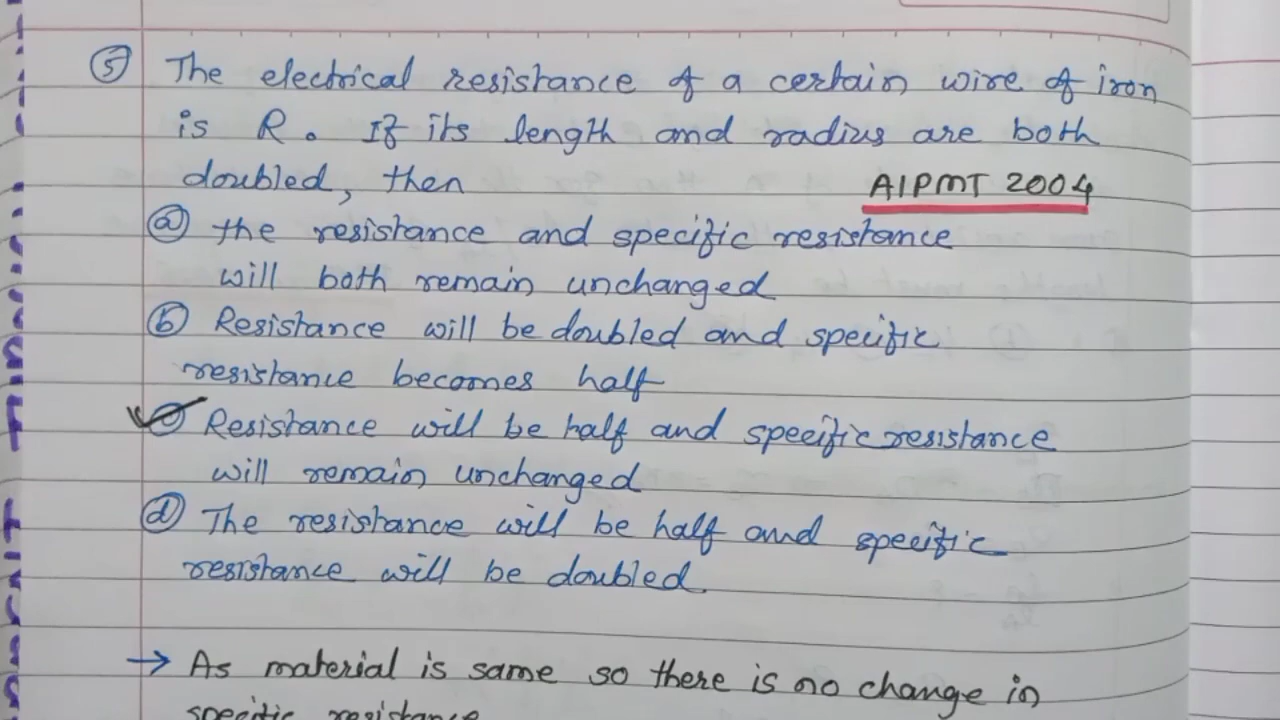 5 The electrical resistance of a certain wire of iron
is R. If its length and radius are both
doubled, then AIPMT 2004
a the resistance and specific resistance
will both remain unchanged
b Resistance will be doubled and specific
resistance becomes half
c Resistance will be half and specific resistance
will remain unchanged
d The resistance will be half and specific
resistance will be doubled
→ As material is same so there is no change in
specific resistance